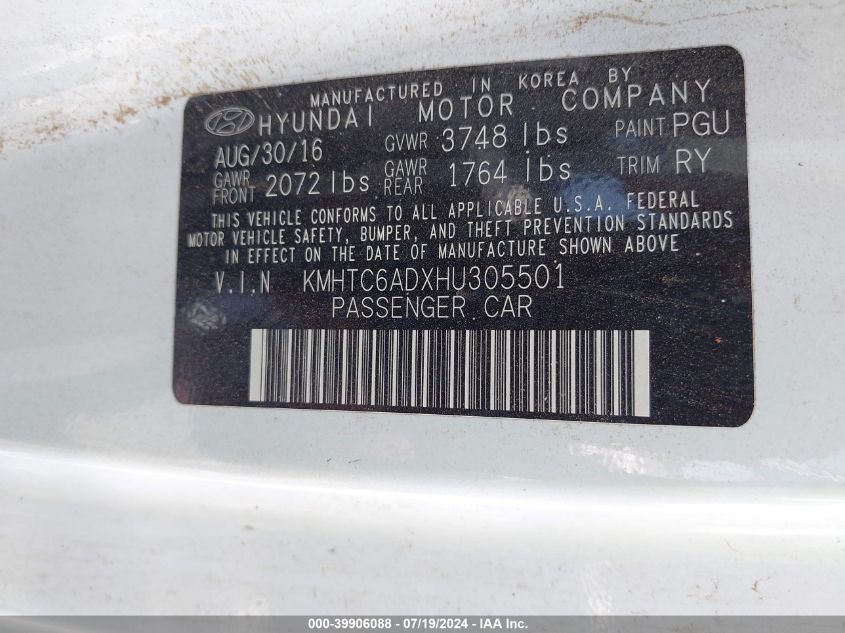 MANUFACTURED IN KOREA BY
HYUNDAI MOTOR COMPANY
AUG/30/16 GVWR 3748 lbs PAINT PGU
GAWR FRONT 2072 lbs GAWR REAR 1764 lbs TRIM RY
THIS VEHICLE CONFORMS TO ALL APPLICABLE U.S.A. FEDERAL
MOTOR VEHICLE SAFETY, BUMPER, AND THEFT PREVENTION STANDARDS
IN EFFECT ON THE DATE OF MANUFACTURE SHOWN ABOVE
V.I.N KMHTC6ADXHU305501
PASSENGER CAR
000-39906088 - 07/19/2024 - IAA Inc.